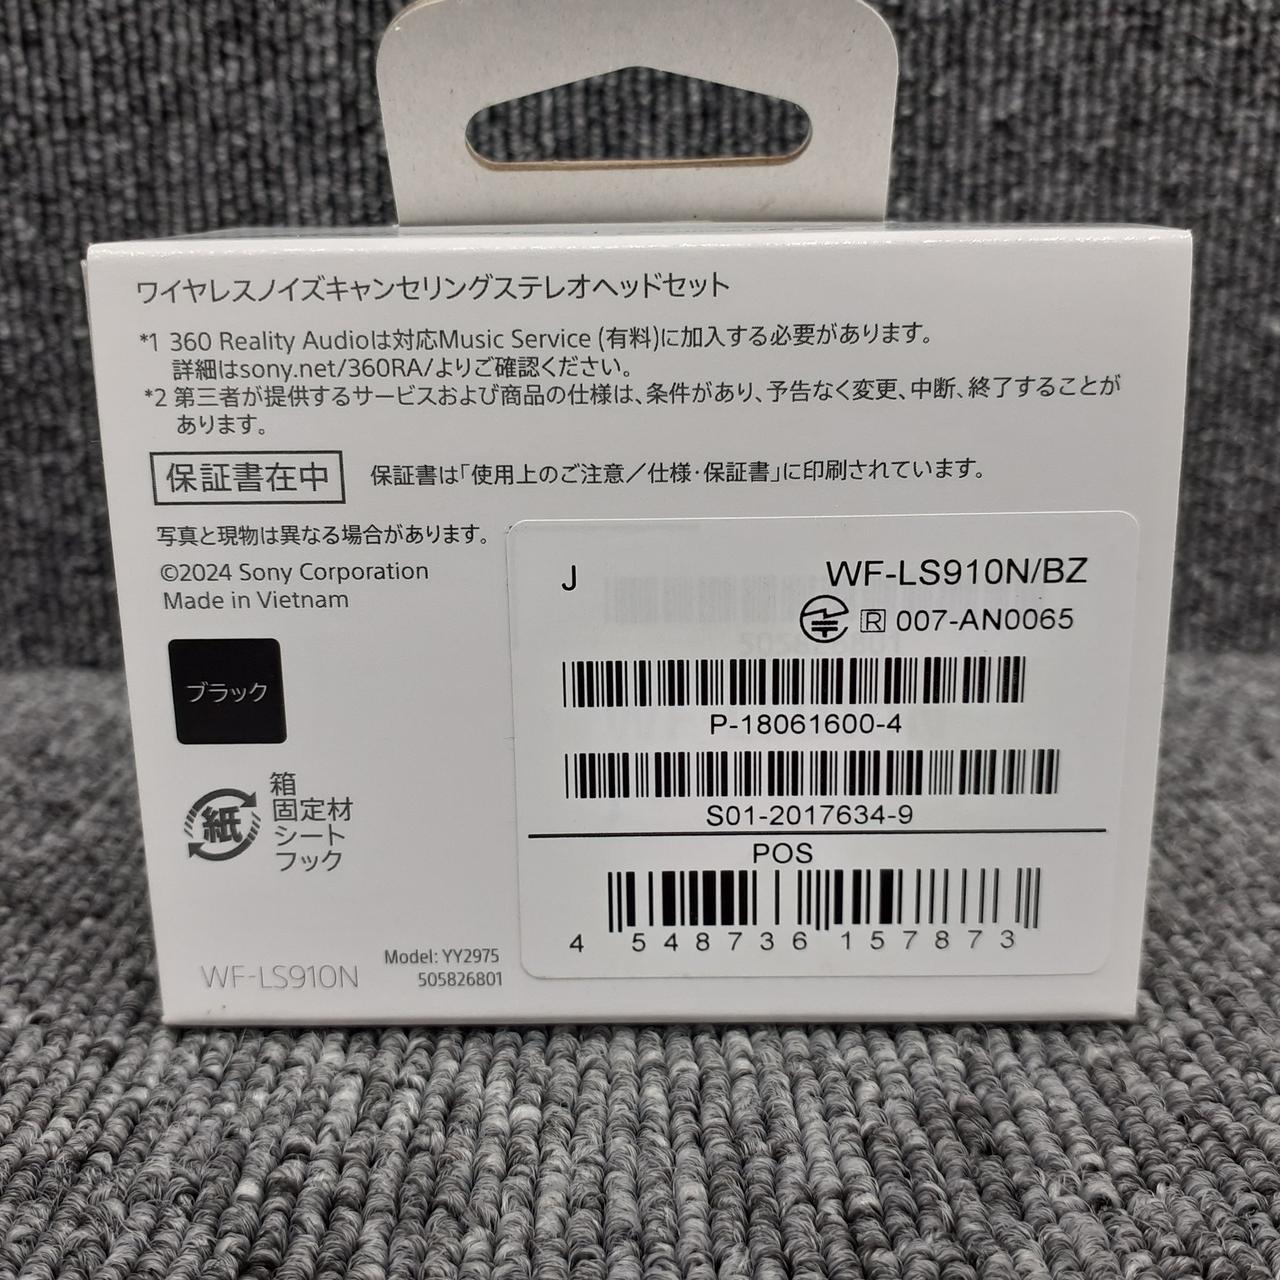 ワイヤレスノイズキャンセリングステレオヘッドセット
*1 360 Reality Audioは対応Music Service (有料)に加入する必要があります。
詳細はsony.net/360RA/よりご確認ください。
*2 第三者が提供するサービスおよび商品の仕様は、条件があり、予告なく変更、中断、終了することが
あります。
保証書在中
保証書は「使用上のご注意／仕様・保証書」に印刷されています。
写真と現物は異なる場合があります。
©2024 Sony Corporation
Made in Vietnam
ブラック
紙
箱
固定材
シート
フック
WF-LS910N
Model: YY2975
505826801
J
WF-LS910N/BZ
R 007-AN0065
P-18061600-4
S01-2017634-9
POS
4 548736 157873